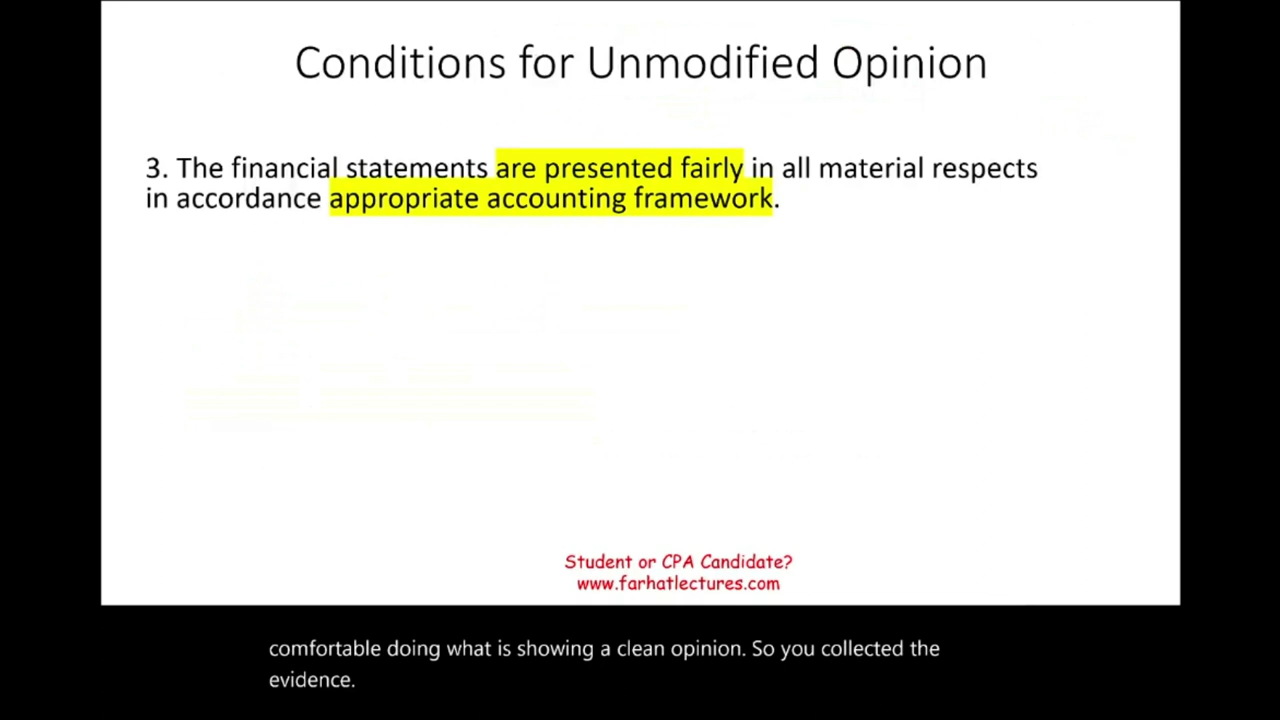 Conditions for Unmodified Opinion
3. The financial statements are presented fairly in all material respects
in accordance appropriate accounting framework.
Student or CPA Candidate?
www.farhatlectures.com
comfortable doing what is showing a clean opinion. So you collected the
evidence.